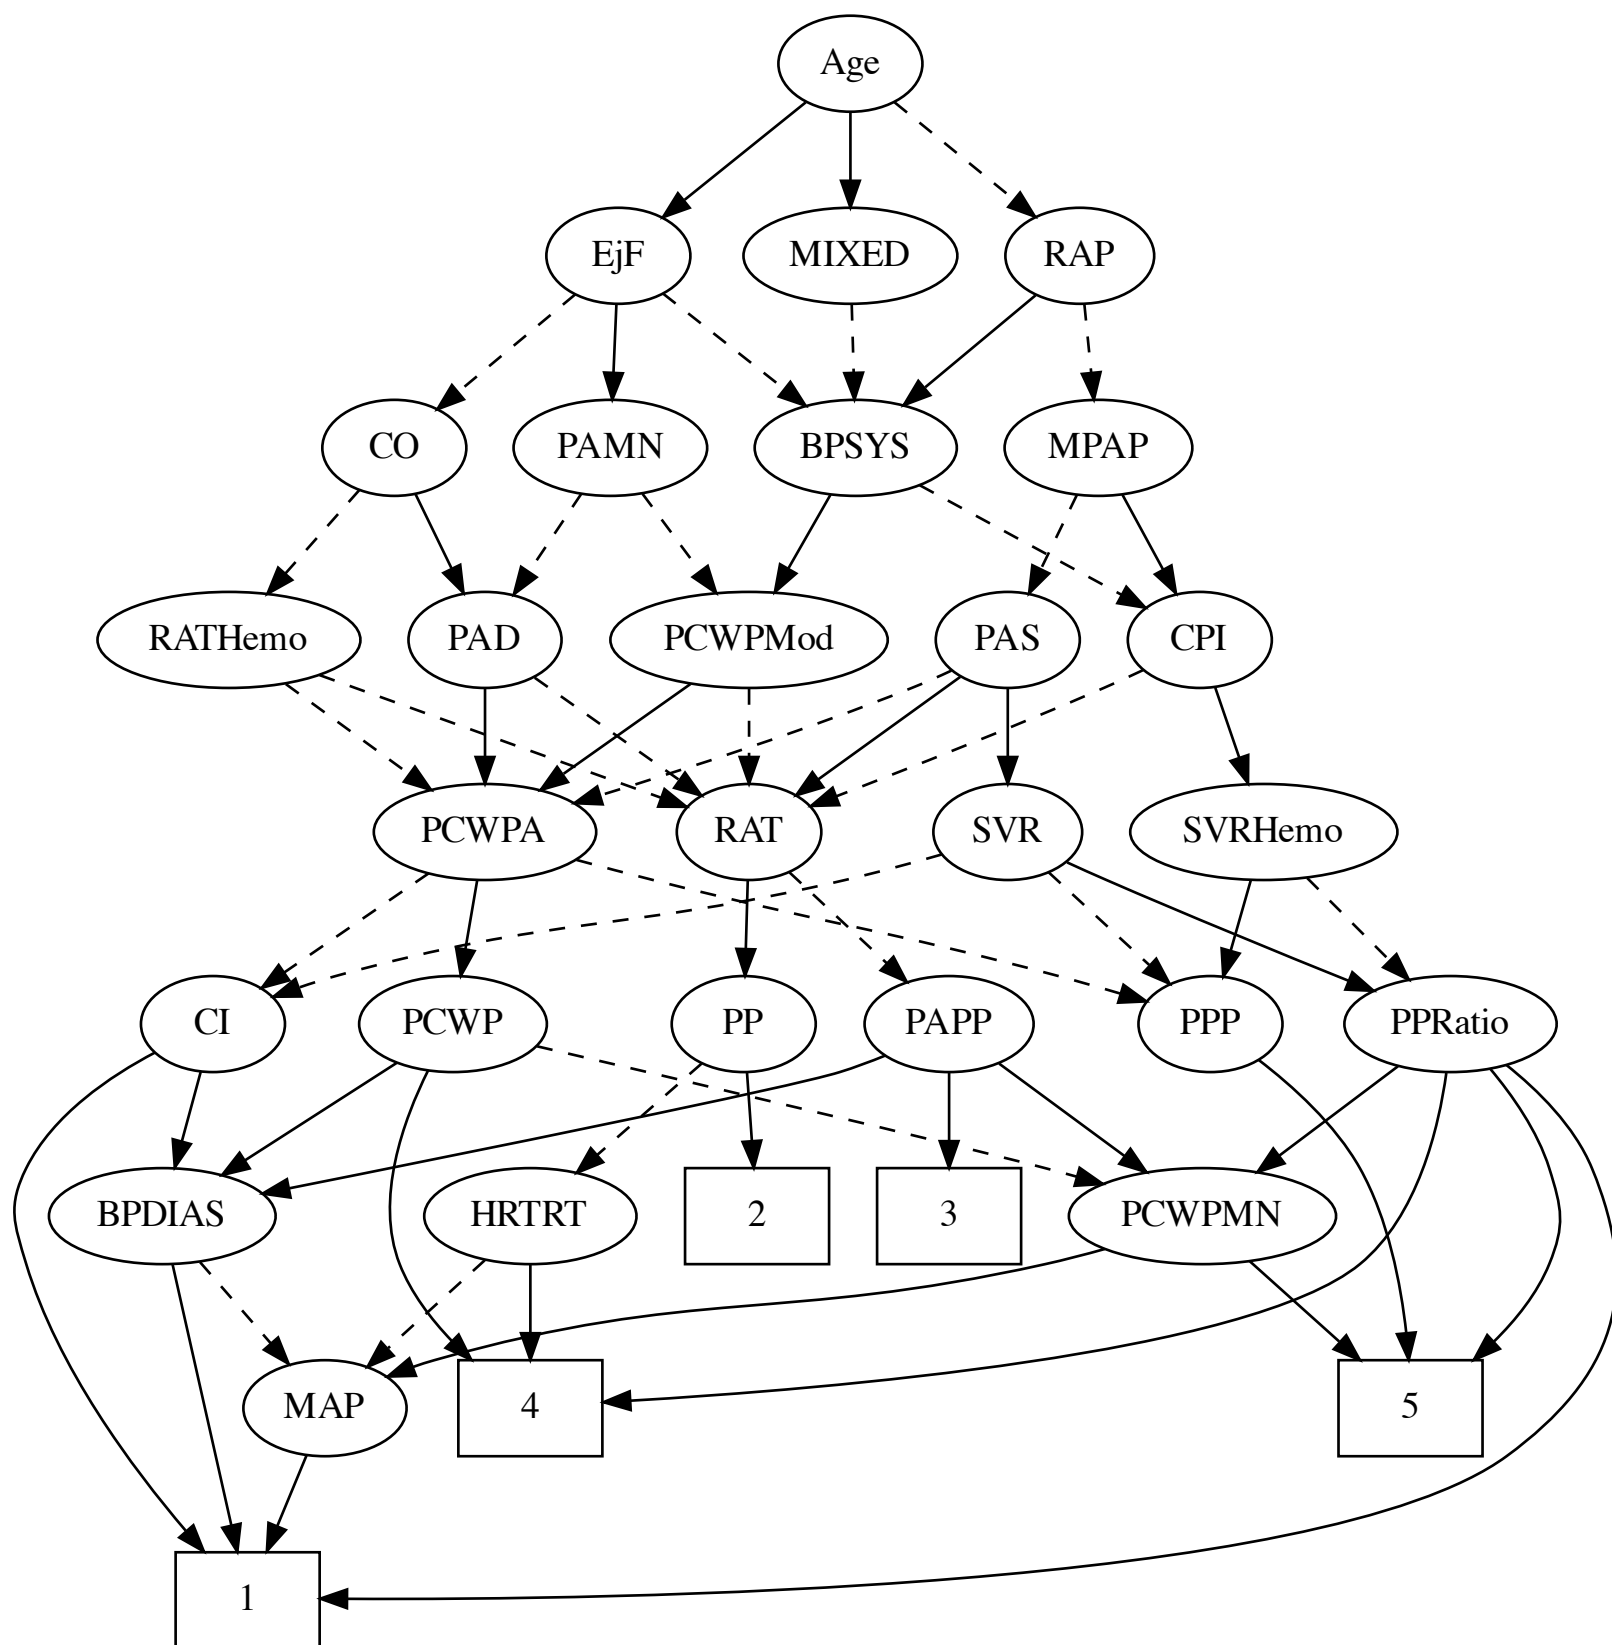 Age
EjF
MIXED
RAP
CO
PAMN
BPSYS
MPAP
RATHemo
PAD
PCWPMod
PAS
CPI
PCWPA
RAT
SVR
SVRHemo
CI
PCWP
PP
PAPP
PPP
PPRatio
BPDIAS
HRTRT
2
3
PCWPMN
MAP
4
5
1